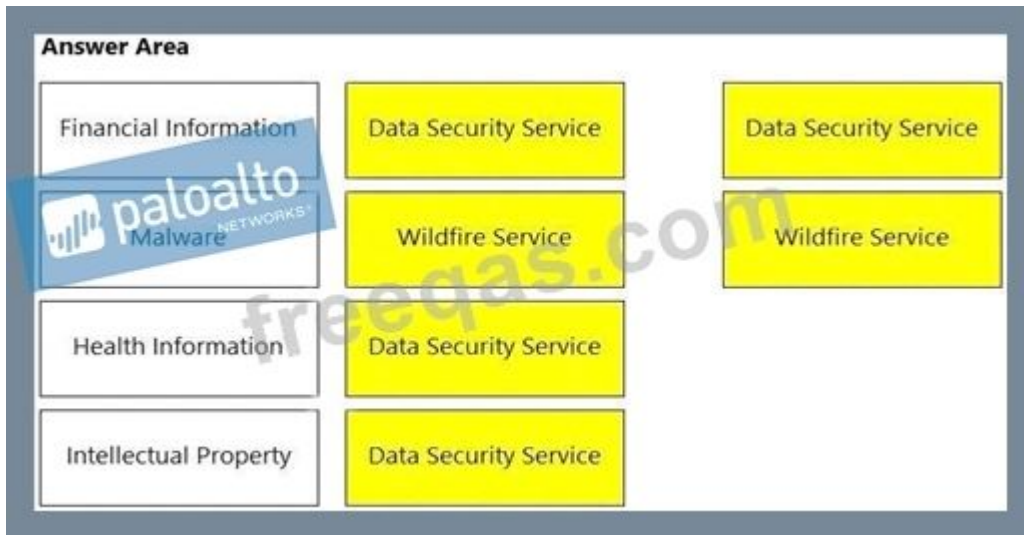 Answer Area
Financial Information
Data Security Service
Data Security Service
paloalto
NETWORKS
Malware
Wildfire Service
Wildfire Service
freeqas.com
Health Information
Data Security Service
Intellectual Property
Data Security Service